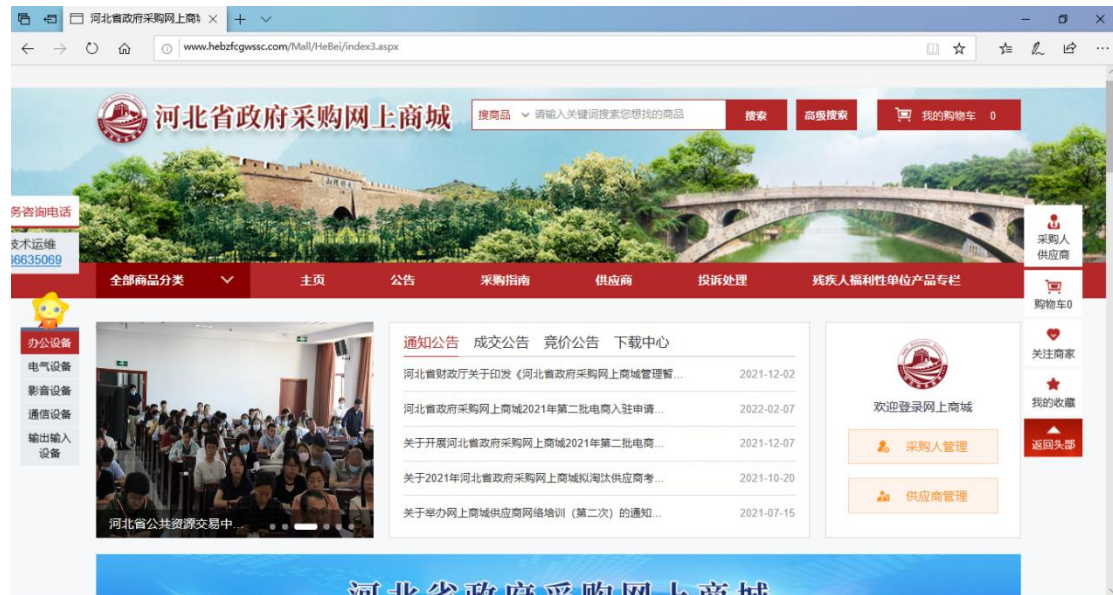 河北省政府采购网上商城
www.hebzfcgwssc.com/Mall/HeBei/index3.aspx
河北省政府采购网上商城
搜商品
请输入关键词搜索您想找的商品
搜索
高级搜索
我的购物车 0
务咨询电话
技术运维
66635069
采购人
供应商
购物车0
关注商家
我的收藏
返回头部
全部商品分类
主页
公告
采购指南
供应商
投诉处理
残疾人福利性单位产品专栏
办公设备
电气设备
影音设备
通信设备
输出输入
设备
河北省公共资源交易中...
通知公告 成交公告 竞价公告 下载中心
河北省财政厅关于印发《河北省政府采购网上商城管理暂... 2021-12-02
河北省政府采购网上商城2021年第二批电商入驻申请... 2022-02-07
关于开展河北省政府采购网上商城2021年第二批电商... 2021-12-07
关于2021年河北省政府采购网上商城拟淘汰供应商考... 2021-10-20
关于举办网上商城供应商网络培训（第二次）的通知... 2021-07-15
欢迎登录网上商城
采购人管理
供应商管理
河北省政府采购网上商城